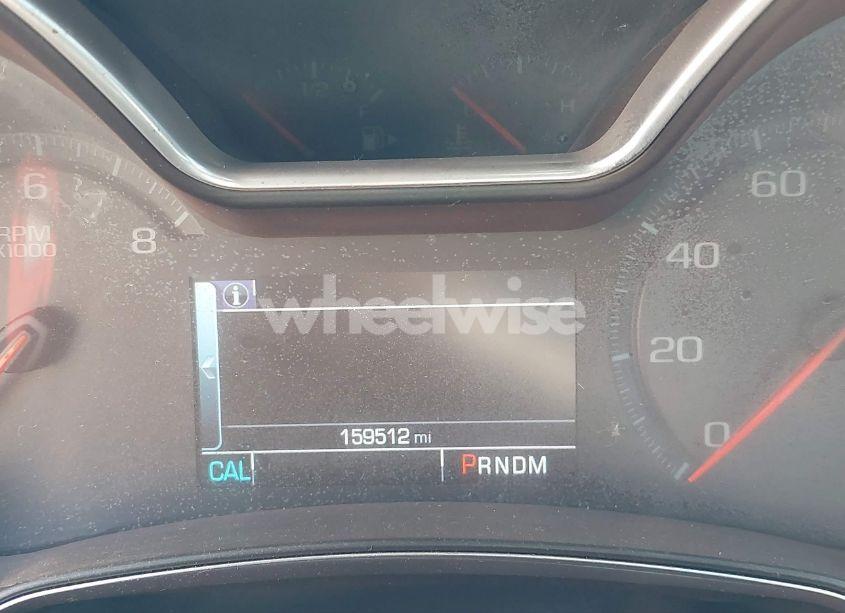 F
H
6
60
RPM
X1000
8
40
wheelwise
20
159512 mi
0
CAL
PRNDM